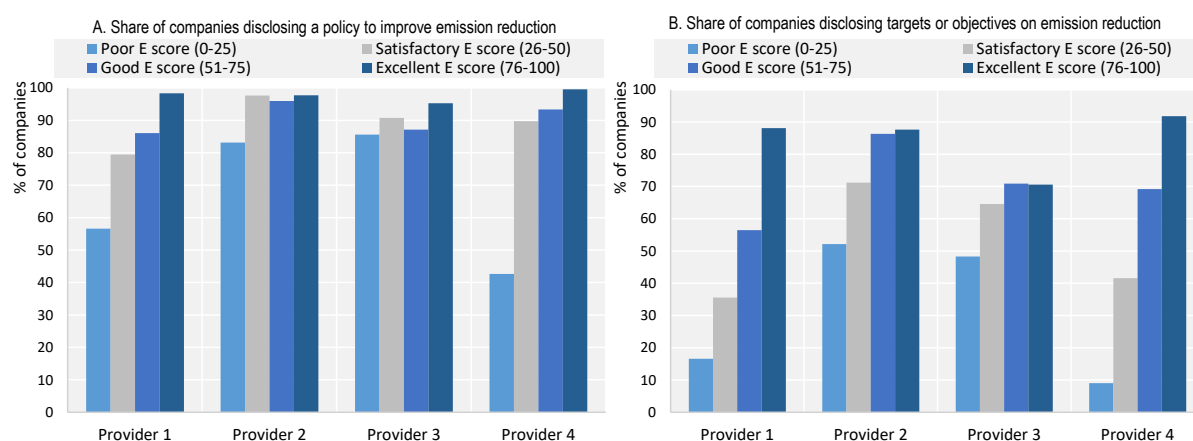 A. Share of companies disclosing a policy to improve emission reduction
Poor E score (0-25) Satisfactory E score (26-50)
Good E score (51-75) Excellent E score (76-100)
% of companies
100
90
80
70
60
50
40
30
20
10
0
Provider 1 Provider 2 Provider 3 Provider 4
B. Share of companies disclosing targets or objectives on emission reduction
Poor E score (0-25) Satisfactory E score (26-50)
Good E score (51-75) Excellent E score (76-100)
% of companies
100
90
80
70
60
50
40
30
20
10
0
Provider 1 Provider 2 Provider 3 Provider 4